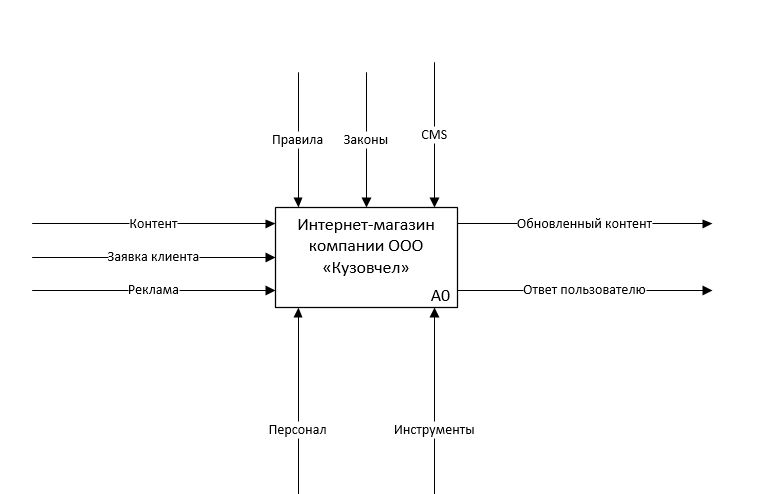 CMS
Правила
Законы
Контент
Интернет-магазин
компании ООО
«Кузовчел»
Обновленный контент
Заявка клиента
Реклама
A0
Ответ пользователю
Персонал
Инструменты